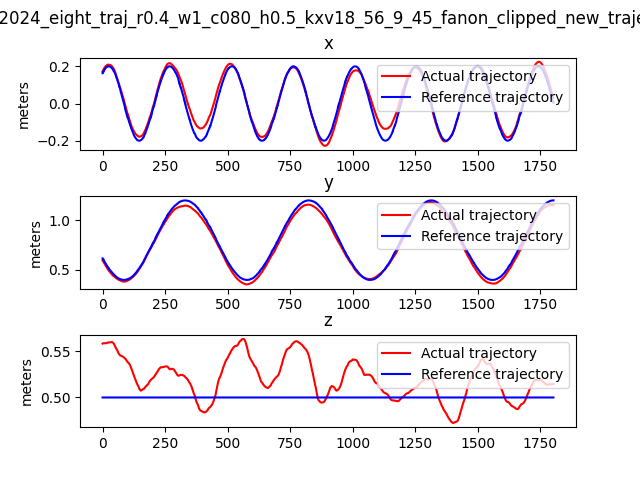 2024_eight_traj_r0.4_w1_c080_h0.5_kxv18_56_9_45_fanon_clipped_new_traje
x
0.2
0.0
−0.2
meters
Actual trajectory
Reference trajectory
0 250 500 750 1000 1250 1500 1750
y
1.0
0.5
meters
Actual trajectory
Reference trajectory
0 250 500 750 1000 1250 1500 1750
z
0.55
0.50
meters
Actual trajectory
Reference trajectory
0 250 500 750 1000 1250 1500 1750